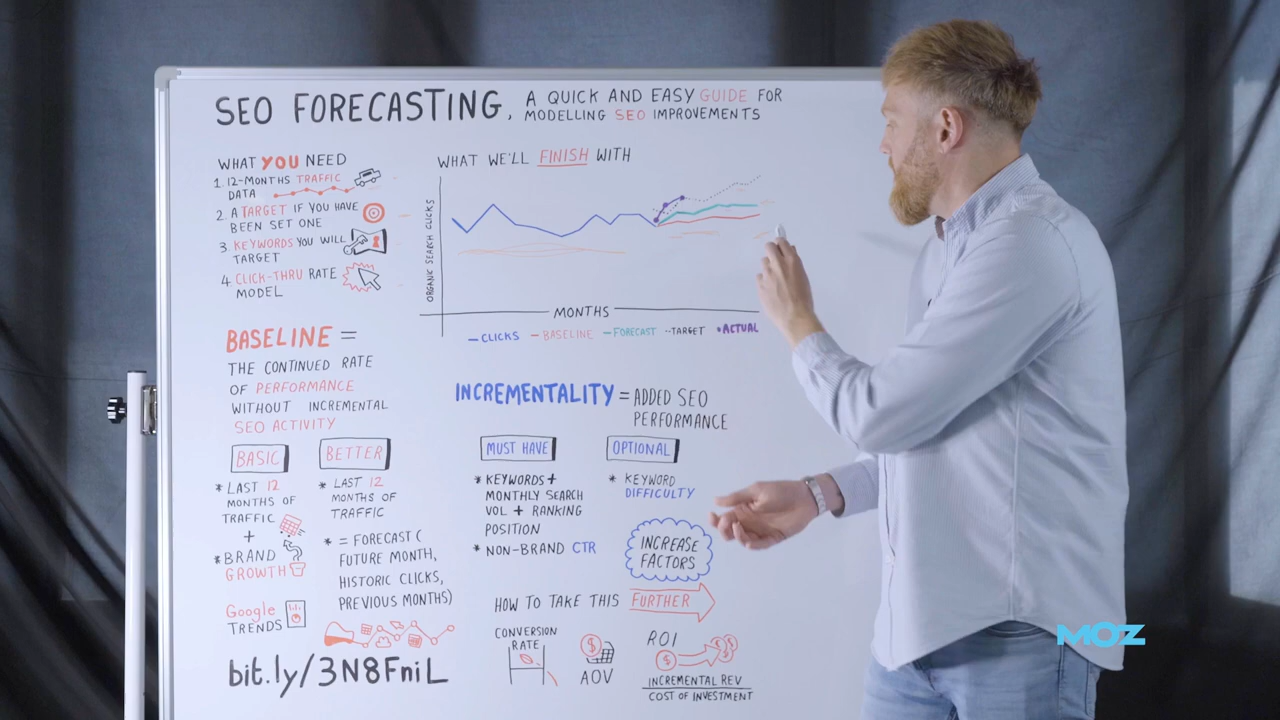 SEO FORECASTING, A QUICK AND EASY GUIDE FOR
MODELLING SEO IMPROVEMENTS
WHAT YOU NEED
1. 12-MONTHS TRAFFIC
DATA
2. A TARGET IF YOU HAVE
BEEN SET ONE
3 KEYWORDS YOU WILL
TARGET
4. CLICK-THRU RATE
MODEL
WHAT WE'LL FINISH WITH
ORGANIC SEARCH CLICKS
MONTHS
CLICKS
BASELINE
FORECAST
TARGET
ACTUAL
BASELINE =
THE CONTINUED RATE
OF PERFORMANCE
WITHOUT INCREMENTAL
SEO ACTIVITY
BASIC
* LAST 12
MONTHS OF
TRAFFIC
+
* BRAND
GROWTH
Google
TRENDS
BETTER
* LAST 12
MONTHS OF
TRAFFIC
* = FORECAST (
FUTURE MONTH,
HISTORIC CLICKS,
PREVIOUS MONTHS)
bit.ly/3N8FniL
INCREMENTALITY = ADDED SEO
PERFORMANCE
MUST HAVE
* KEYWORDS +
MONTHLY SEARCH
VOL + RANKING
POSITION
* NON-BRAND CTR
OPTIONAL
* KEYWORD
DIFFICULTY
INCREASE
FACTORS
HOW TO TAKE THIS FURTHER
CONVERSION
RATE
$
AOV
ROI
$ $ $ $
INCREMENTAL REV
COST OF INVESTMENT
MOZ